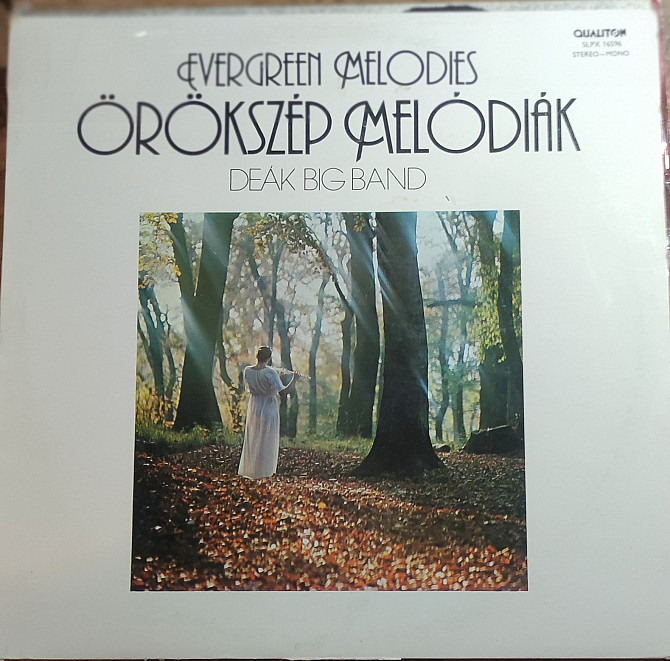 EVERGREEN MELODIES
ÖRÖKSZÉP MELÓDIÁK
DEÁK BIG BAND
QUALITON
SLPX 16596
STEREO—MONO